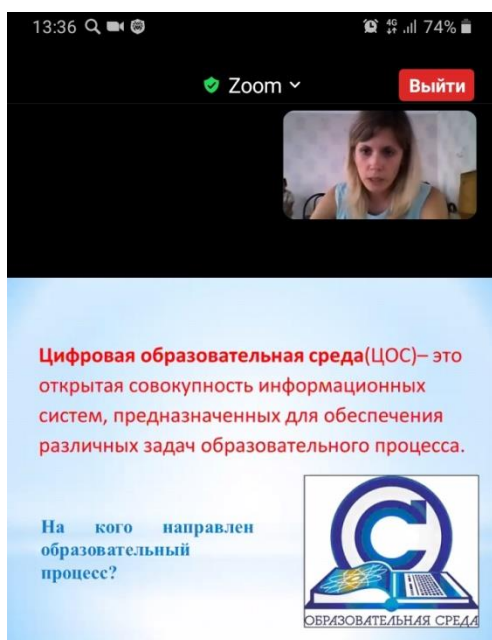 13:36
4G 74%
Zoom
Выйти
Цифровая образовательная среда(ЦОС)– это
открытая совокупность информационных
систем, предназначенных для обеспечения
различных задач образовательного процесса.
На кого направлен
образовательный
процесс?
ОБРАЗОВАТЕЛЬНАЯ СРЕДА